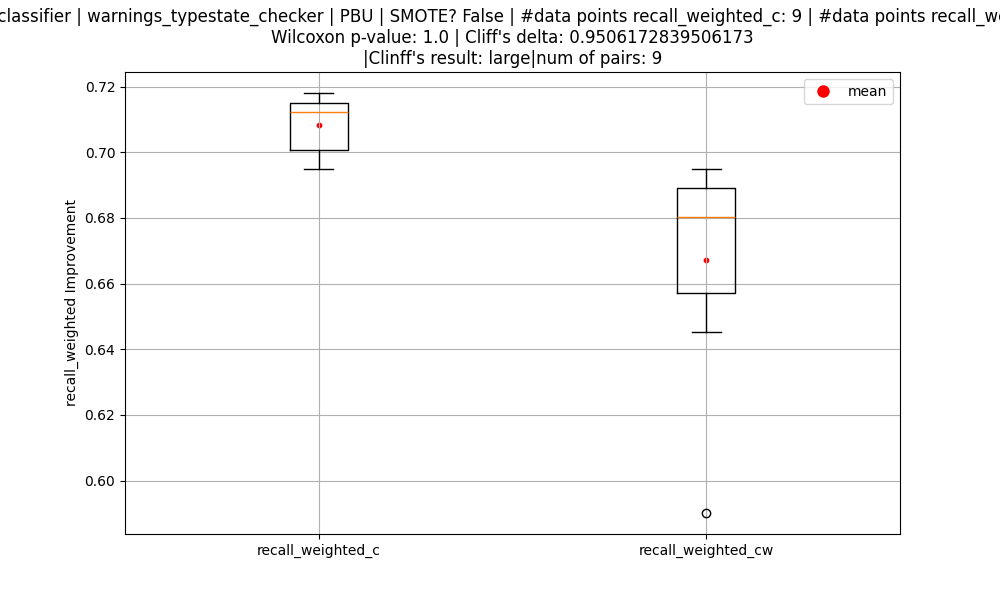 classifier | warnings_typestate_checker | PBU | SMOTE? False | #data points recall_weighted_c: 9 | #data points
Wilcoxon p-value: 1.0 | Cliff's delta: 0.9506172839506173
|Clinff's result: large|num of pairs: 9
mean
0.72
0.70
0.68
0.66
0.64
0.62
0.60
recall_weighted Improvement
recall_weighted_c
recall_weighted_cw